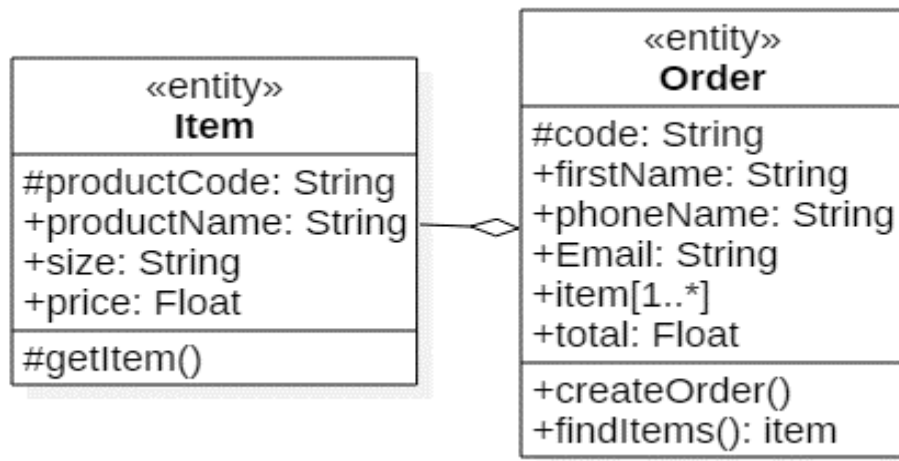 «entity»
Item
#productCode: String
+productName: String
+size: String
+price: Float
#getItem()
«entity»
Order
#code: String
+firstName: String
+phoneName: String
+Email: String
+item[1..*]
+total: Float
+createOrder()
+findItems(): item